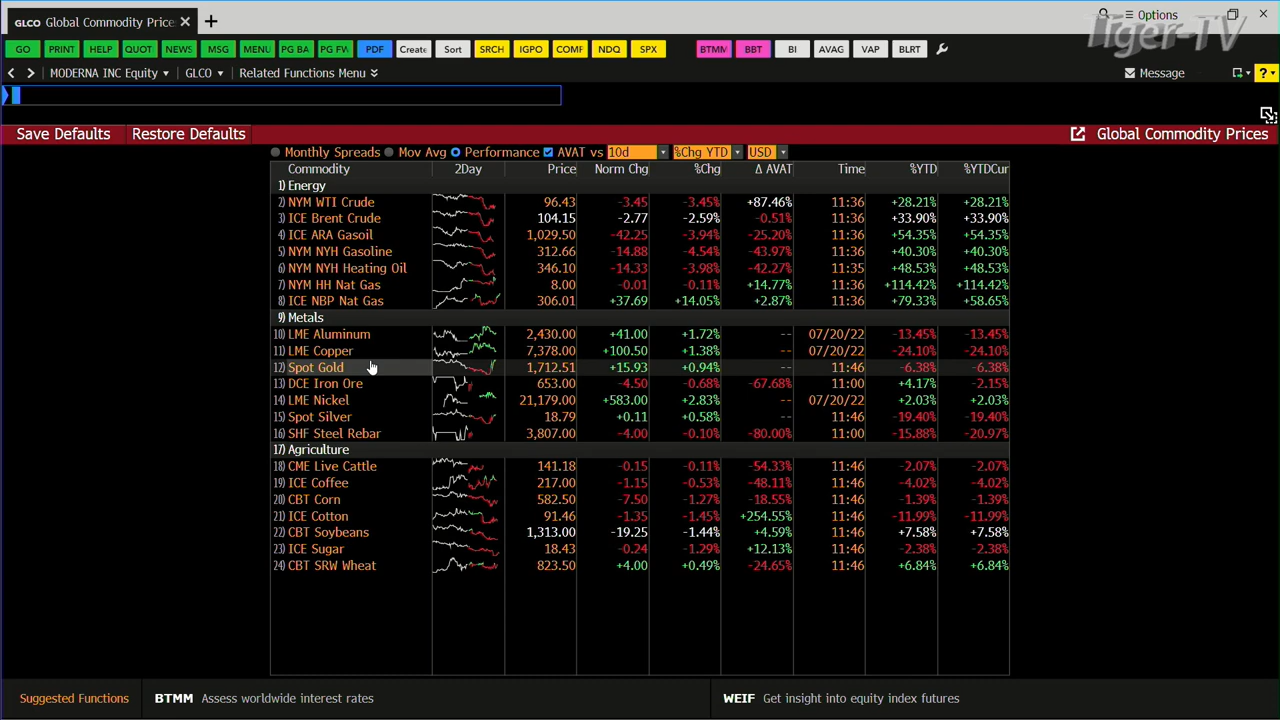 GLCO Global Commodity Price: × +
Options
Tiger-TV
GO PRINT HELP QUOT NEWS MSG MENU PG BA PG FW PDF Create Sort SRCH IGPO COMF NDQ SPX BTMM BBT BI AVAG VAP BLRT
MODERNA INC Equity GLCO Related Functions Menu Message ?
Save Defaults Restore Defaults Global Commodity Prices
Monthly Spreads Mov Avg Performance AVAT vs 10d %Chg YTD USD
Commodity 2Day Price Norm Chg %Chg Δ AVAT Time %YTD %YTDCur
1) Energy
2) NYM WTI Crude 96.43 -3.45 -3.45% +87.46% 11:36 +28.21% +28.21%
3) ICE Brent Crude 104.15 -2.77 -2.59% -0.51% 11:36 +33.90% +33.90%
4) ICE ARA Gasoil 1,029.50 -42.25 -3.94% -25.20% 11:36 +54.35% +54.35%
5) NYM NYH Gasoline 312.66 -14.88 -4.54% -43.97% 11:36 +40.30% +40.30%
6) NYM NYH Heating Oil 346.10 -14.33 -3.98% -42.27% 11:35 +48.53% +48.53%
7) NYM HH Nat Gas 8.00 -0.01 -0.11% +14.77% 11:36 +114.42% +114.42%
8) ICE NBP Nat Gas 306.01 +37.69 +14.05% +2.87% 11:36 +79.33% +58.65%
9) Metals
10) LME Aluminum 2,430.00 +41.00 +1.72% -- 07/20/22 -13.45% -13.45%
11) LME Copper 7,378.00 +100.50 +1.38% -- 07/20/22 -24.10% -24.10%
12) Spot Gold 1,712.51 +15.93 +0.94% -- 11:46 -6.38% -6.38%
13) DCE Iron Ore 653.00 -4.50 -0.68% -67.68% 11:00 +4.17% -2.15%
14) LME Nickel 21,179.00 +583.00 +2.83% -- 07/20/22 +2.03% +2.03%
15) Spot Silver 18.79 +0.11 +0.58% -- 11:46 -19.40% -19.40%
16) SHF Steel Rebar 3,807.00 -4.00 -0.10% -80.00% 11:00 -15.88% -20.97%
17) Agriculture
18) CME Live Cattle 141.18 -0.15 -0.11% -54.33% 11:46 -2.07% -2.07%
19) ICE Coffee 217.00 -1.15 -0.53% -48.11% 11:46 -4.02% -4.02%
20) CBT Corn 582.50 -7.50 -1.27% -18.55% 11:46 -1.39% -1.39%
21) ICE Cotton 91.46 -1.35 -1.45% +254.55% 11:46 -11.99% -11.99%
22) CBT Soybeans 1,313.00 -19.25 -1.44% +4.59% 11:46 +7.58% +7.58%
23) ICE Sugar 18.43 -0.24 -1.29% +12.13% 11:46 -2.38% -2.38%
24) CBT SRW Wheat 823.50 +4.00 +0.49% -24.65% 11:46 +6.84% +6.84%
Suggested Functions BTMM Assess worldwide interest rates WEIF Get insight into equity index futures